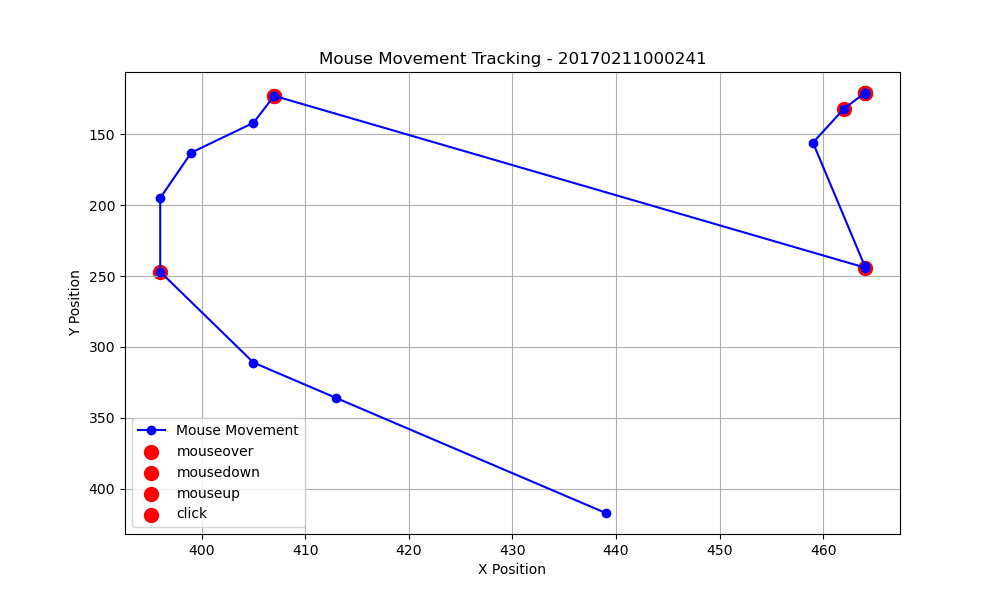 Mouse Movement Tracking - 20170211000241
Y Position
150
200
250
300
350
400
Mouse Movement
mouseover
mousedown
mouseup
click
400 410 420 430 440 450 460
X Position